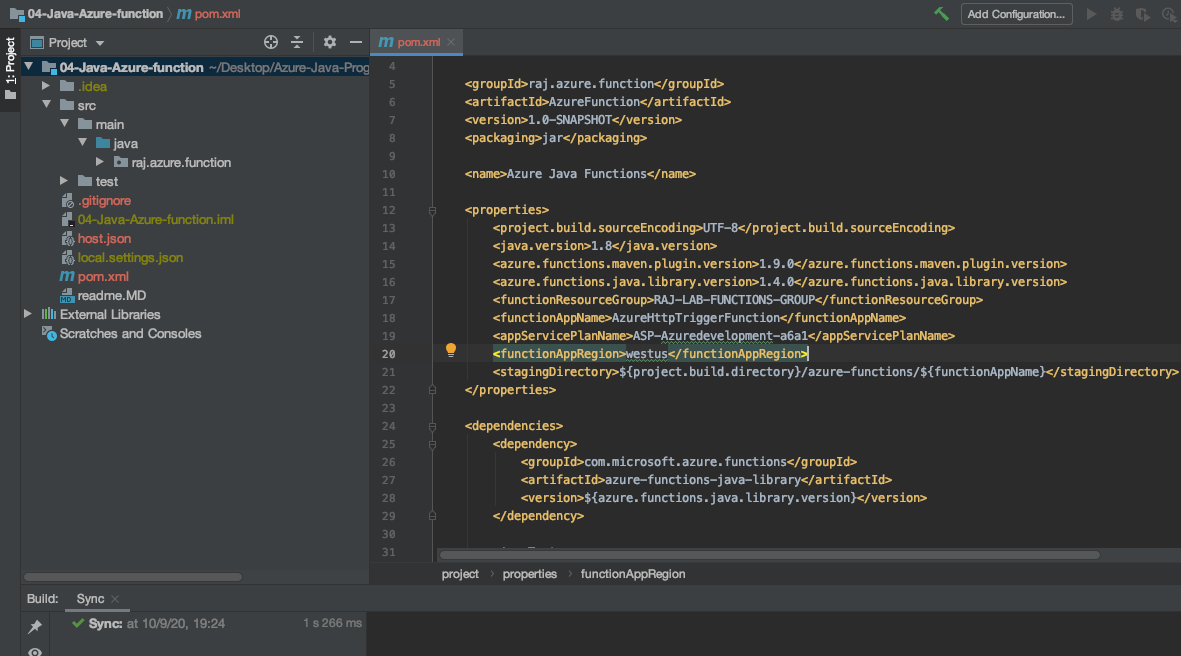 04-Java-Azure-function
pom.xml
Add Configuration...
1: Project
Project
pom.xml
04-Java-Azure-function ~/Desktop/Azure-Java-Prog
.idea
src
main
java
raj.azure.function
test
.gitignore
04-Java-Azure-function.iml
host.json
local.settings.json
pom.xml
readme.MD
External Libraries
Scratches and Consoles
4
5 <groupId>raj.azure.function</groupId>
6 <artifactId>AzureFunction</artifactId>
7 <version>1.0-SNAPSHOT</version>
8 <packaging>jar</packaging>
9
10 <name>Azure Java Functions</name>
11
12 <properties>
13 <project.build.sourceEncoding>UTF-8</project.build.sourceEncoding>
14 <java.version>1.8</java.version>
15 <azure.functions.maven.plugin.version>1.9.0</azure.functions.maven.plugin.version>
16 <azure.functions.java.library.version>1.4.0</azure.functions.java.library.version>
17 <functionResourceGroup>RAJ-LAB-FUNCTIONS-GROUP</functionResourceGroup>
18 <functionAppName>AzureHttpTriggerFunction</functionAppName>
19 <appServicePlanName>ASP-Azuredevelopment-a6a1</appServicePlanName>
20 <functionAppRegion>westus</functionAppRegion>
21 <stagingDirectory>${project.build.directory}/azure-functions/${functionAppName}</stagingDirectory>
22 </properties>
23
24 <dependencies>
25 <dependency>
26 <groupId>com.microsoft.azure.functions</groupId>
27 <artifactId>azure-functions-java-library</artifactId>
28 <version>${azure.functions.java.library.version}</version>
29 </dependency>
30
31
project > properties > functionAppRegion
Build: Sync
Sync: at 10/9/20, 19:24 1 s 266 ms